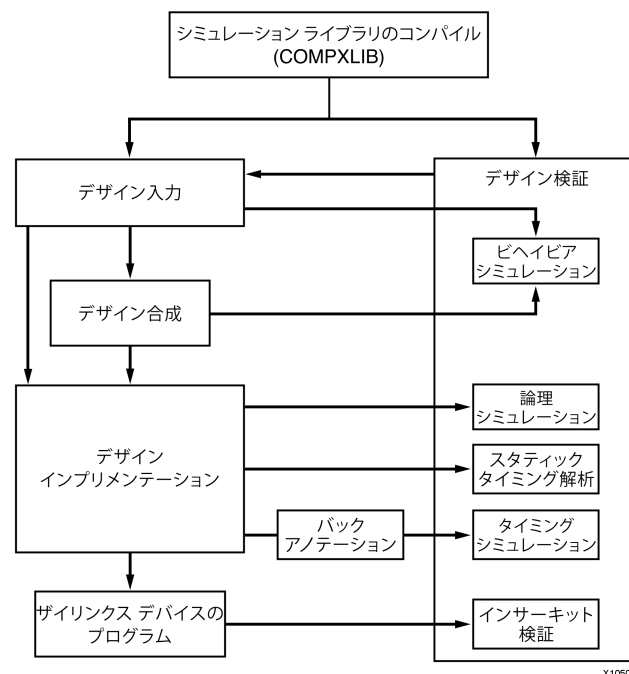 シミュレーション ライブラリのコンパイル
(COMPXLIB)
デザイン入力
デザイン検証
ビヘイビア
シミュレーション
デザイン合成
論理
シミュレーション
デザイン
インプリメンテーション
スタティック
タイミング解析
バック
アノテーション
タイミング
シミュレーション
ザイリンクス デバイスの
プログラム
インサーキット
検証